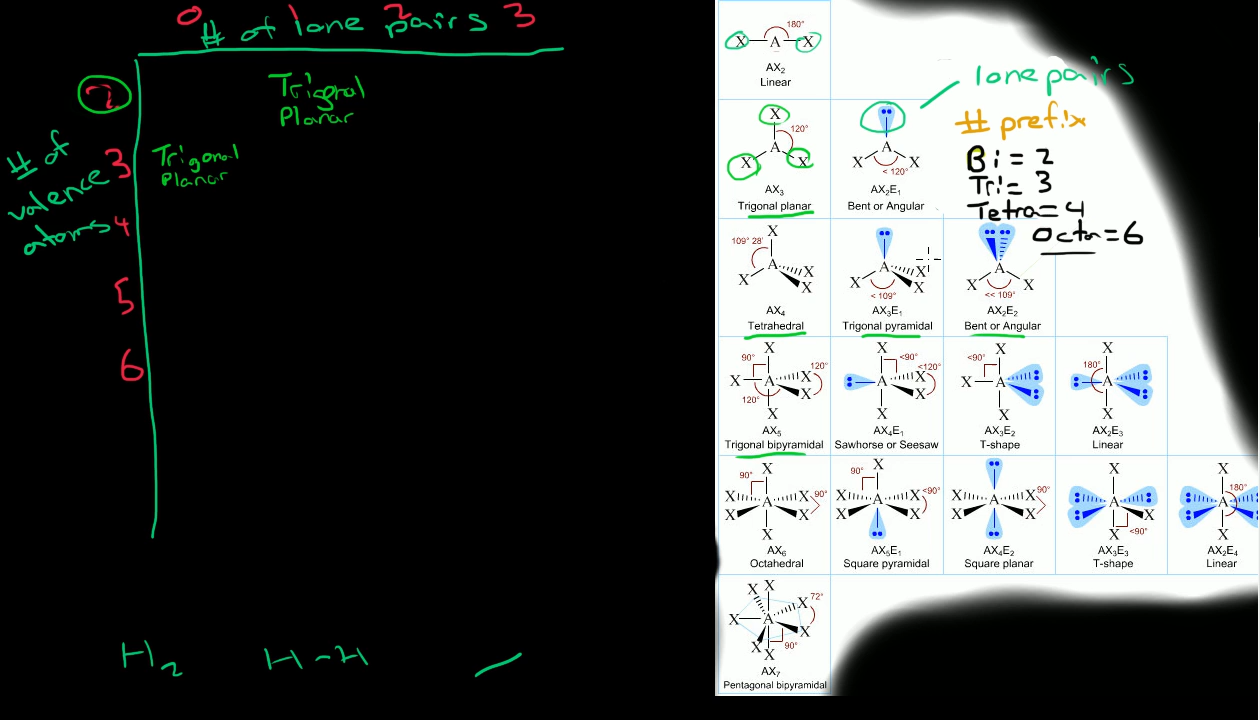 0 1 2 3
# of lone pairs
2
Trigonal
Planar
# of
valence
atoms
3
Trigonal
Planar
4
5
6
H2 H-H
180°
X A X
AX2
Linear
lone pairs
X
120°
A
X X
AX3
Trigonal planar
A
X X
< 120°
AX2E1
Bent or Angular
# prefix
Bi = 2
Tri = 3
Tetra = 4
Octa = 6
X
109° 28'
A
X X
X
AX4
Tetrahedral
A
X X
X
< 109°
AX3E1
Trigonal pyramidal
A
X X
<< 109°
AX2E2
Bent or Angular
X
90° 120°
X A X
X
120°
X
AX5
Trigonal bipyramidal
X
<90°
<120°
A X
X
X
AX4E1
Sawhorse or Seesaw
X
<90°
X A
X
AX3E2
T-shape
X
180°
A
X
AX2E3
Linear
X
90°
X X 90°
A
X X
X
AX6
Octahedral
X
90°
X X <90°
A
X X
AX5E1
Square pyramidal
X X 90°
A
X X
AX4E2
Square planar
X
A
X
X <90°
AX3E3
T-shape
X
180°
A
X
AX2E4
Linear
X X
72°
X
X A
X
X 90°
X
AX7
Pentagonal bipyramidal